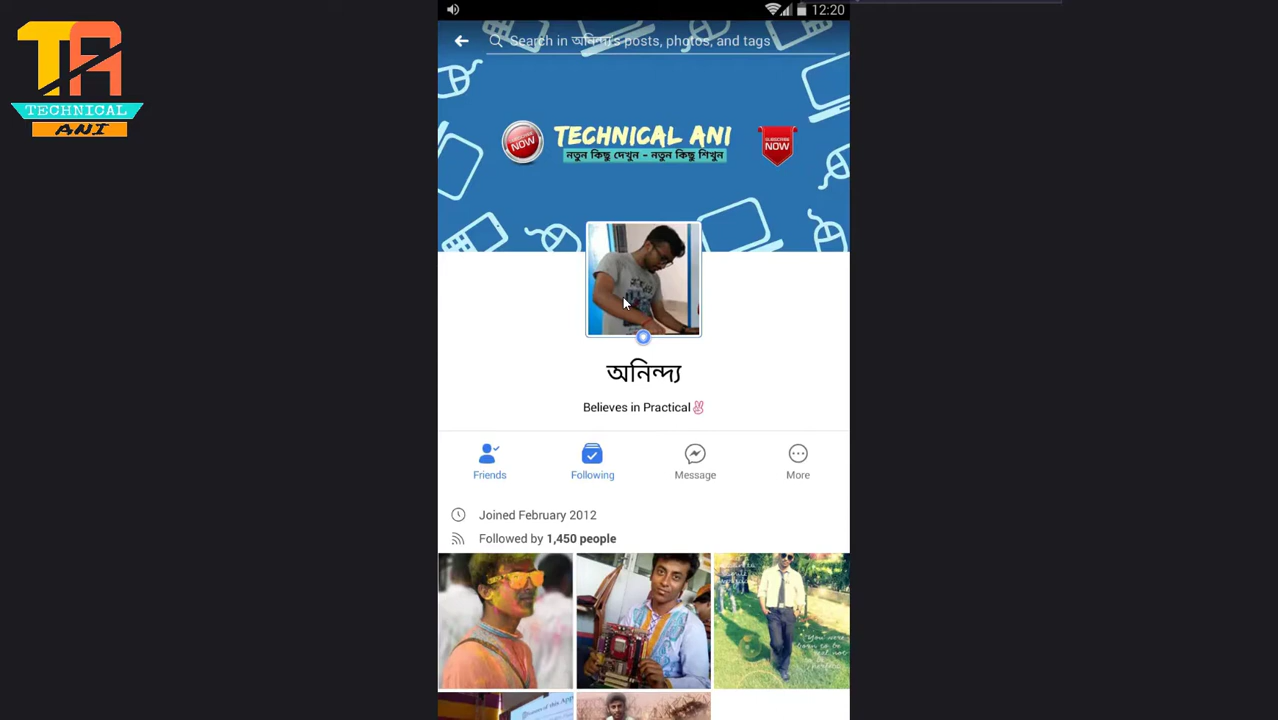 12:20
Search in অনিন্দ্য's posts, photos, and tags
TA
TECHNICAL
ANI
NOW
TECHNICAL ANI
নতুন কিছু দেখুন - নতুন কিছু শিখুন
SUBSCRIBE
NOW
অনিন্দ্য
Believes in Practical✌
Friends
Following
Message
More
Joined February 2012
Followed by 1,450 people